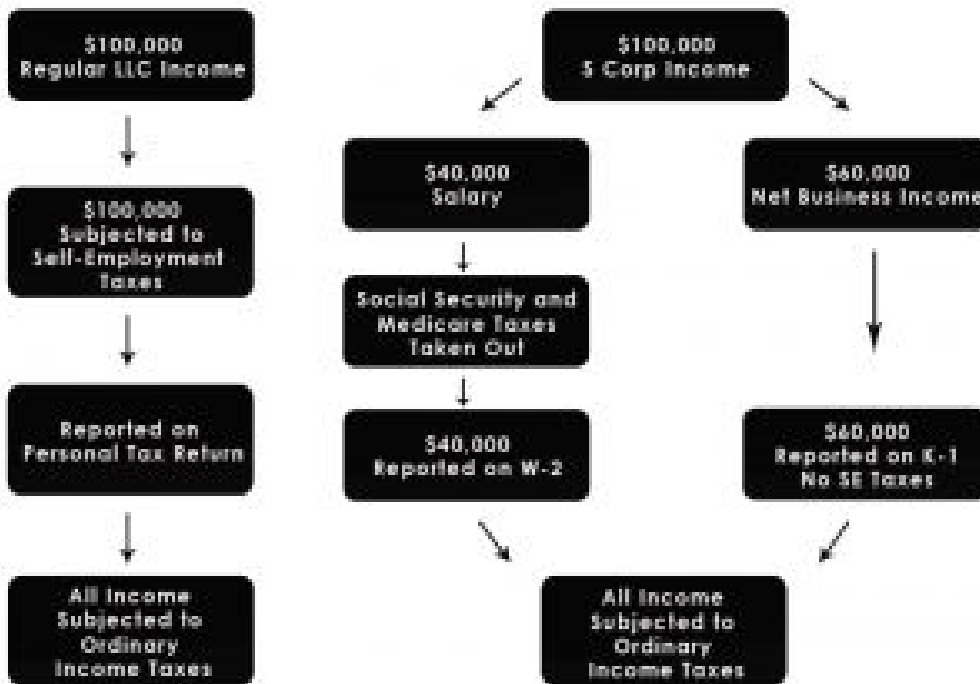 $100,000
Regular LLC Income
$100,000
Subjected to
Self-Employment
Taxes
Reported on
Personal Tax Return
All Income
Subjected to
Ordinary
Income Taxes
$100,000
S Corp Income
$40,000
Salary
Social Security and
Medicare Taxes
Taken Out
$40,000
Reported on W-2
$60,000
Net Business Income
$60,000
Reported on K-1
No SE Taxes
All Income
Subjected to
Ordinary
Income Taxes